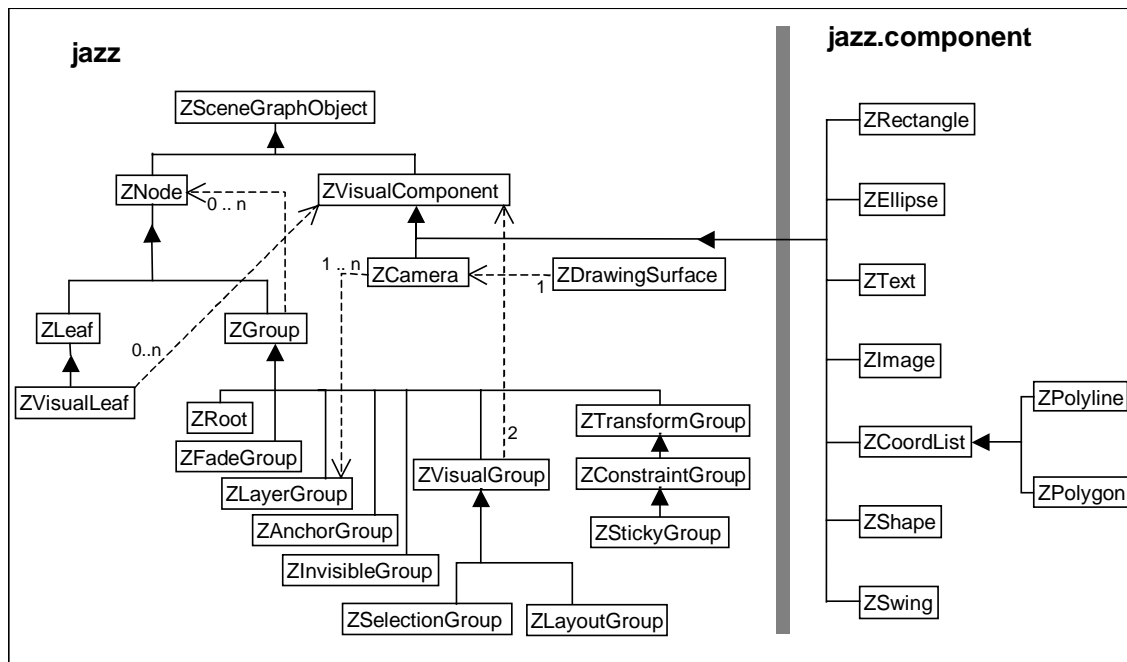 jazz
jazz.component
ZSceneGraphObject
ZRectangle
ZNode
ZVisualComponent
0 .. n
ZEllipse
1 .. n
ZCamera
1
ZDrawingSurface
ZText
ZLeaf
ZGroup
0..n
ZImage
ZVisualLeaf
ZRoot
ZTransformGroup
ZPolyline
2
ZFadeGroup
ZCoordList
ZLayerGroup
ZVisualGroup
ZConstraintGroup
ZPolygon
ZAnchorGroup
ZStickyGroup
ZShape
ZInvisibleGroup
ZSelectionGroup
ZLayoutGroup
ZSwing